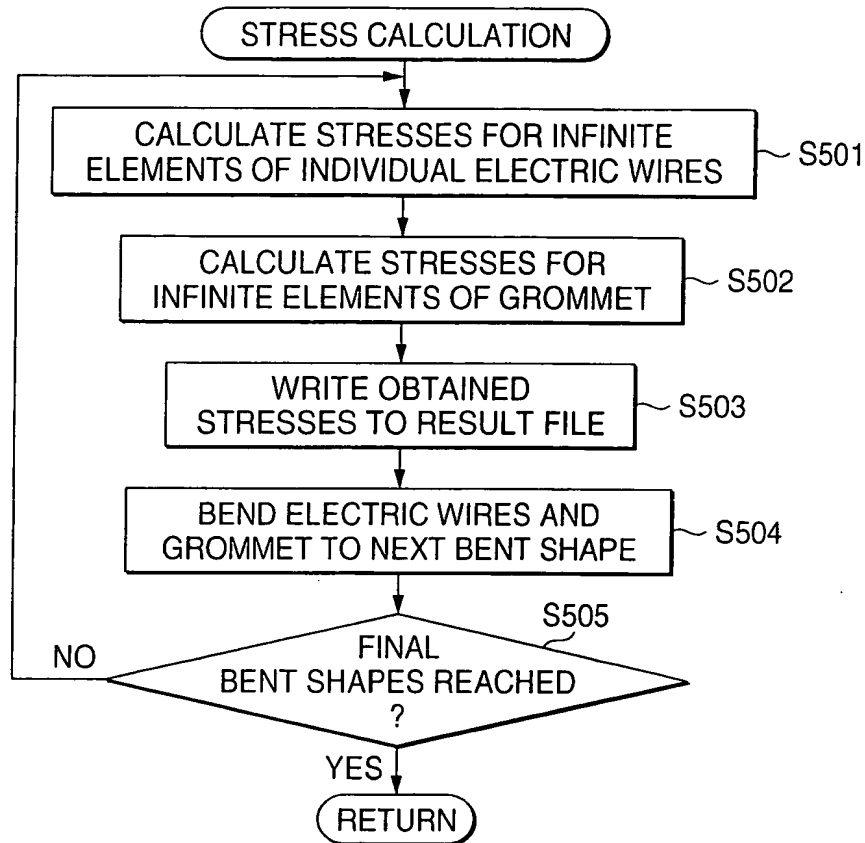 STRESS CALCULATION
CALCULATE STRESSES FOR INFINITE
ELEMENTS OF INDIVIDUAL ELECTRIC WIRES
S501
CALCULATE STRESSES FOR
INFINITE ELEMENTS OF GROMMET
S502
WRITE OBTAINED
STRESSES TO RESULT FILE
S503
BEND ELECTRIC WIRES AND
GROMMET TO NEXT BENT SHAPE
S504
S505
FINAL
BENT SHAPES REACHED
?
NO
YES
RETURN